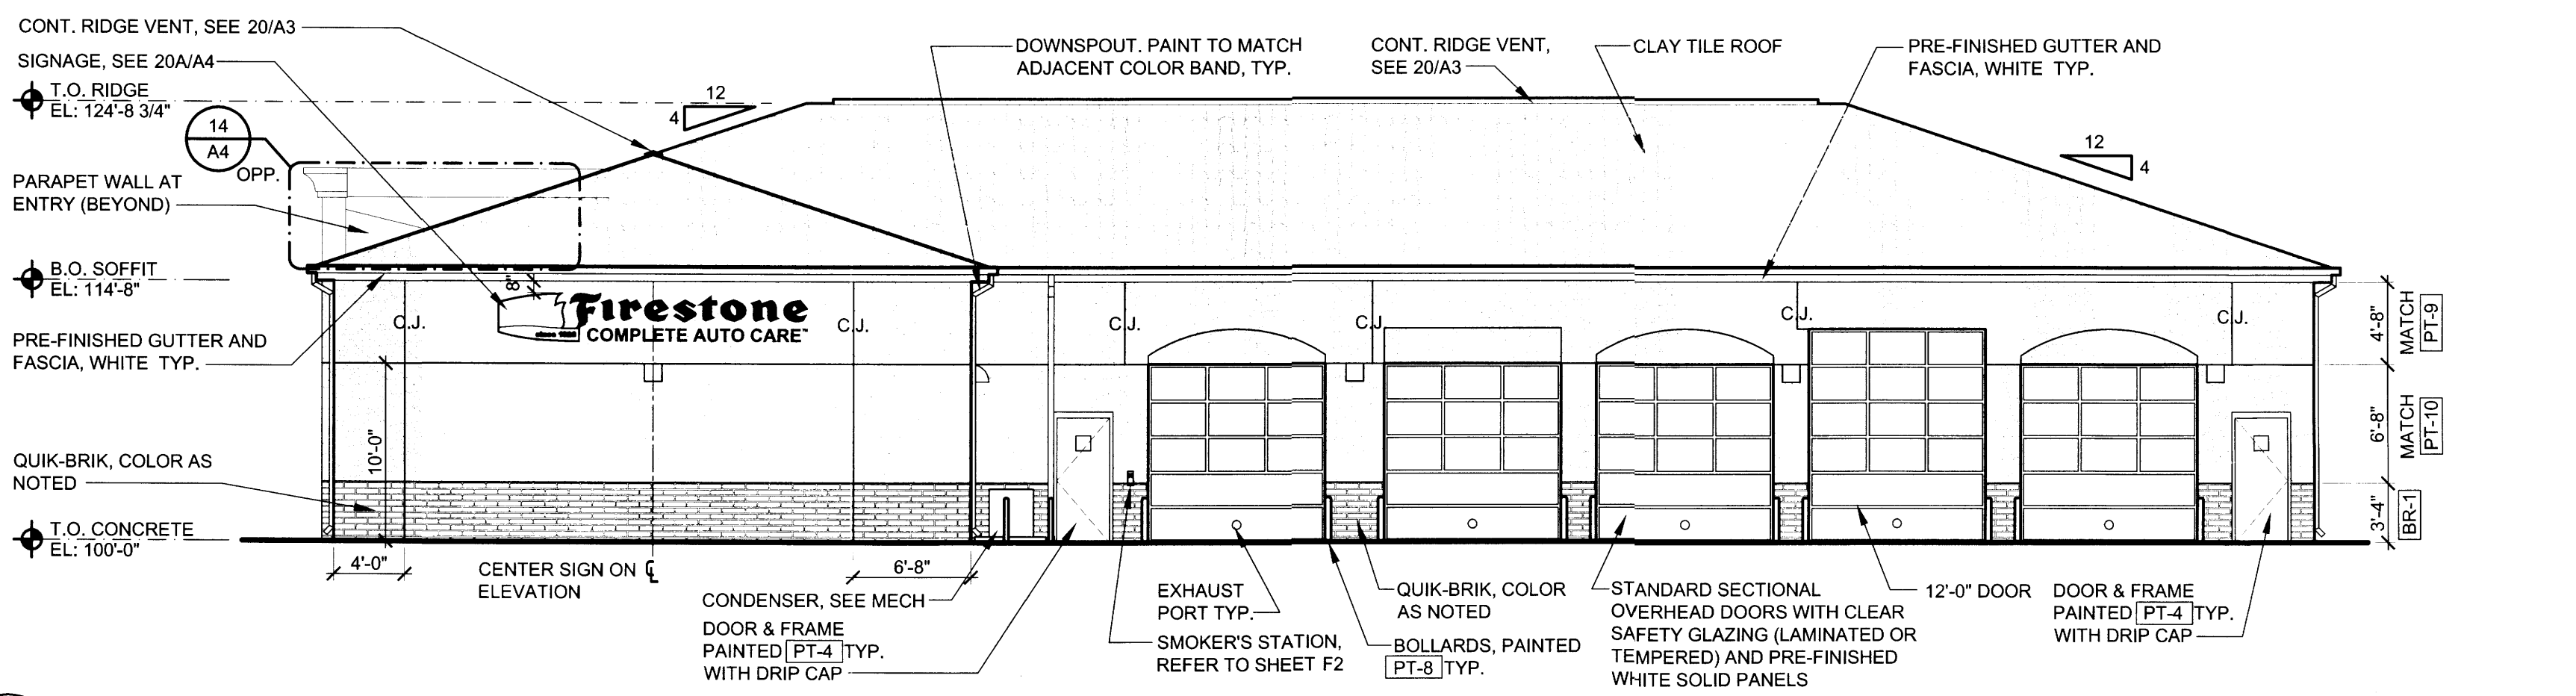 CONT. RIDGE VENT, SEE 20/A3
SIGNAGE, SEE 20A/A4
T.O. RIDGE
EL: 124'-8 3/4"
14
A4
OPP.
PARAPET WALL AT
ENTRY (BEYOND)
B.O. SOFFIT
EL: 114'-8"
PRE-FINISHED GUTTER AND
FASCIA, WHITE TYP.
QUIK-BRIK, COLOR AS
NOTED
T.O. CONCRETE
EL: 100'-0"
12
4
DOWNSPOUT. PAINT TO MATCH
ADJACENT COLOR BAND, TYP.
CONT. RIDGE VENT,
SEE 20/A3
CLAY TILE ROOF
PRE-FINISHED GUTTER AND
FASCIA, WHITE TYP.
12
4
8"
Firestone
since 1926
COMPLETE AUTO CARE™
C.J.
C.J.
C.J.
C.J.
C.J.
C.J.
10'-0"
4'-8"
MATCH
PT-9
6'-8"
MATCH
PT-10
3'-4"
BR-1
4'-0"
CENTER SIGN ON ℄
ELEVATION
6'-8"
CONDENSER, SEE MECH
DOOR & FRAME
PAINTED PT-4 TYP.
WITH DRIP CAP
EXHAUST
PORT TYP.
SMOKER'S STATION,
REFER TO SHEET F2
QUIK-BRIK, COLOR
AS NOTED
BOLLARDS, PAINTED
PT-8 TYP.
STANDARD SECTIONAL
OVERHEAD DOORS WITH CLEAR
SAFETY GLAZING (LAMINATED OR
TEMPERED) AND PRE-FINISHED
WHITE SOLID PANELS
12'-0" DOOR
DOOR & FRAME
PAINTED PT-4 TYP.
WITH DRIP CAP